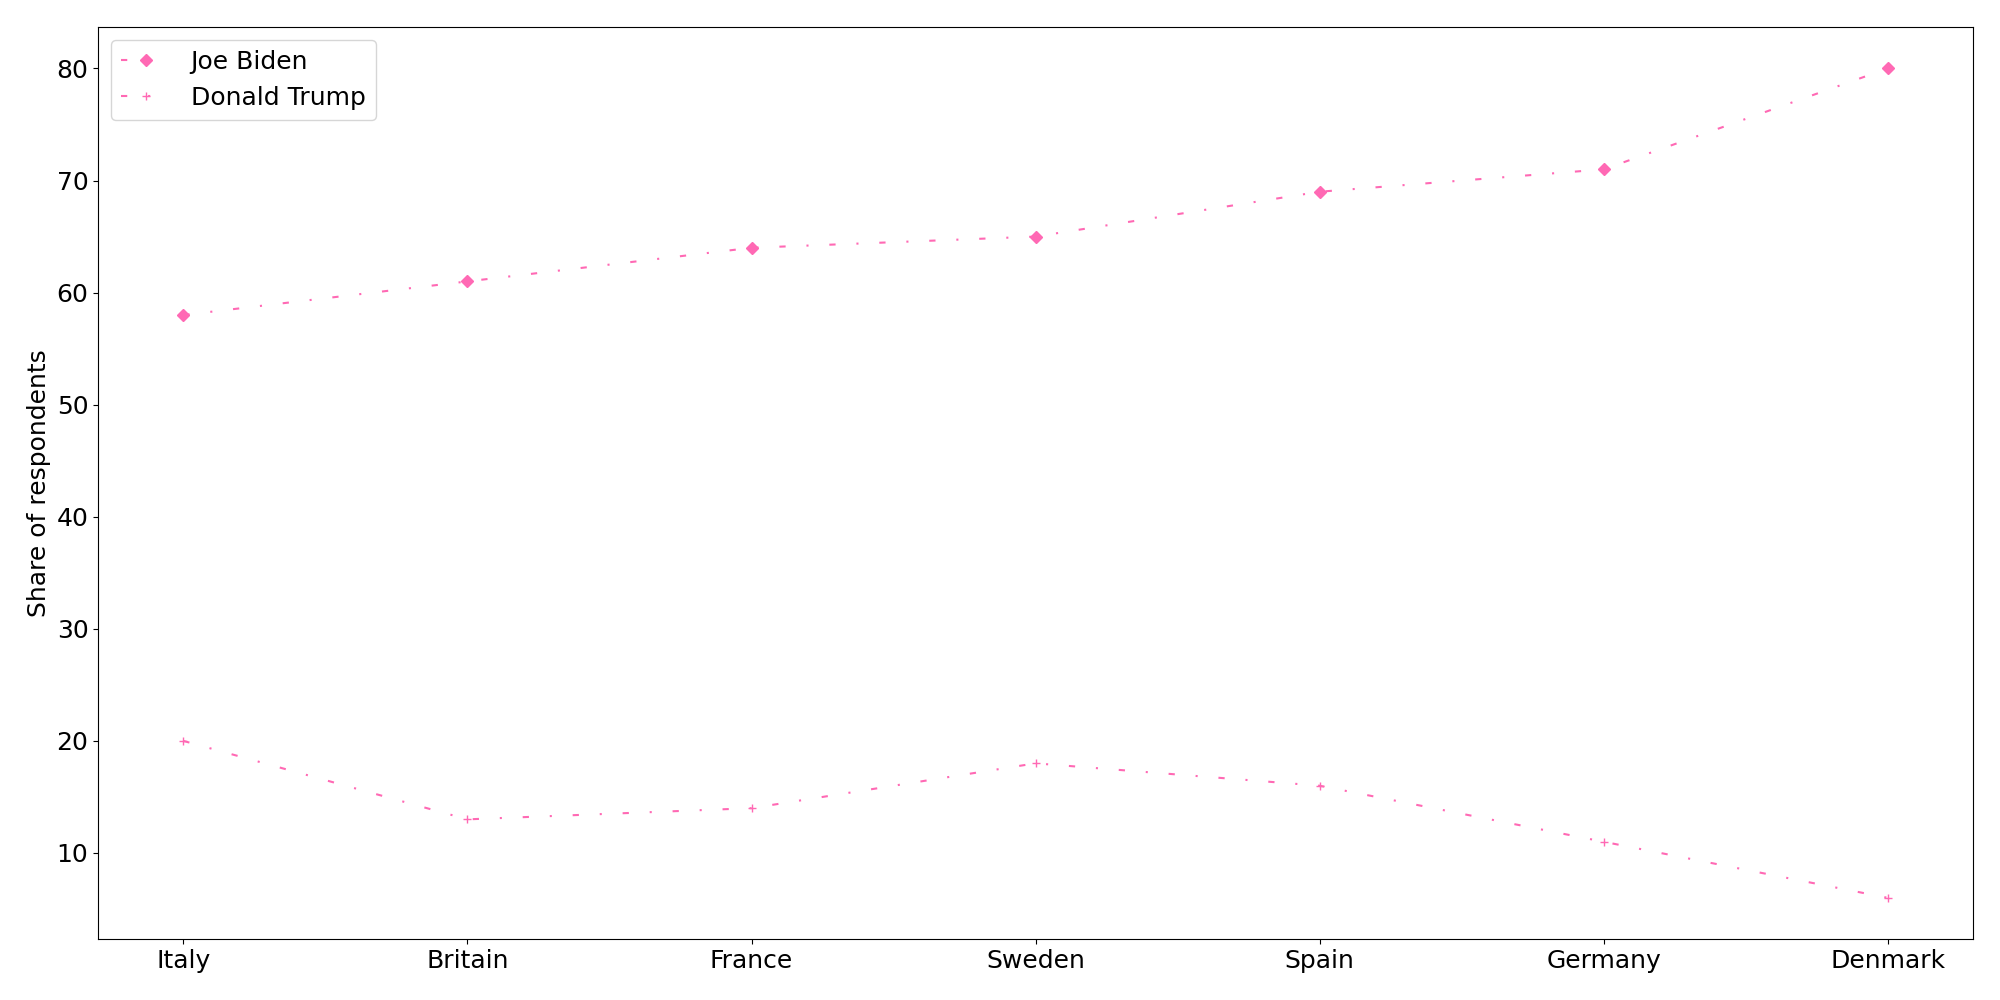 Joe Biden
Donald Trump
Share of respondents
80
70
60
50
40
30
20
10
Italy Britain France Sweden Spain Germany Denmark